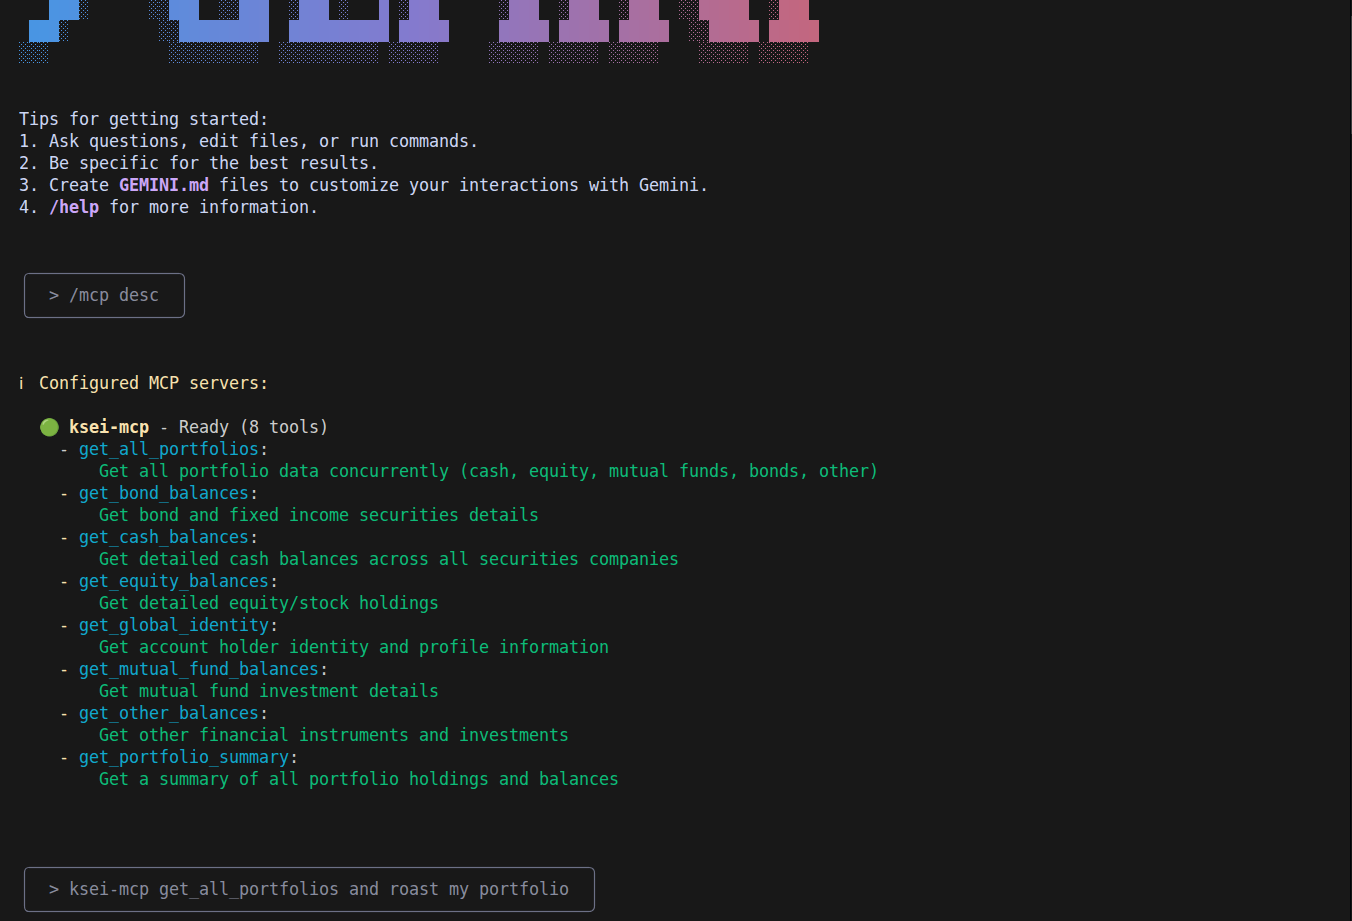 Tips for getting started:
1. Ask questions, edit files, or run commands.
2. Be specific for the best results.
3. Create GEMINI.md files to customize your interactions with Gemini.
4. /help for more information.
> /mcp desc
ℹ Configured MCP servers:
🟢 ksei-mcp - Ready (8 tools)
- get_all_portfolios:
Get all portfolio data concurrently (cash, equity, mutual funds, bonds, other)
- get_bond_balances:
Get bond and fixed income securities details
- get_cash_balances:
Get detailed cash balances across all securities companies
- get_equity_balances:
Get detailed equity/stock holdings
- get_global_identity:
Get account holder identity and profile information
- get_mutual_fund_balances:
Get mutual fund investment details
- get_other_balances:
Get other financial instruments and investments
- get_portfolio_summary:
Get a summary of all portfolio holdings and balances
> ksei-mcp get_all_portfolios and roast my portfolio